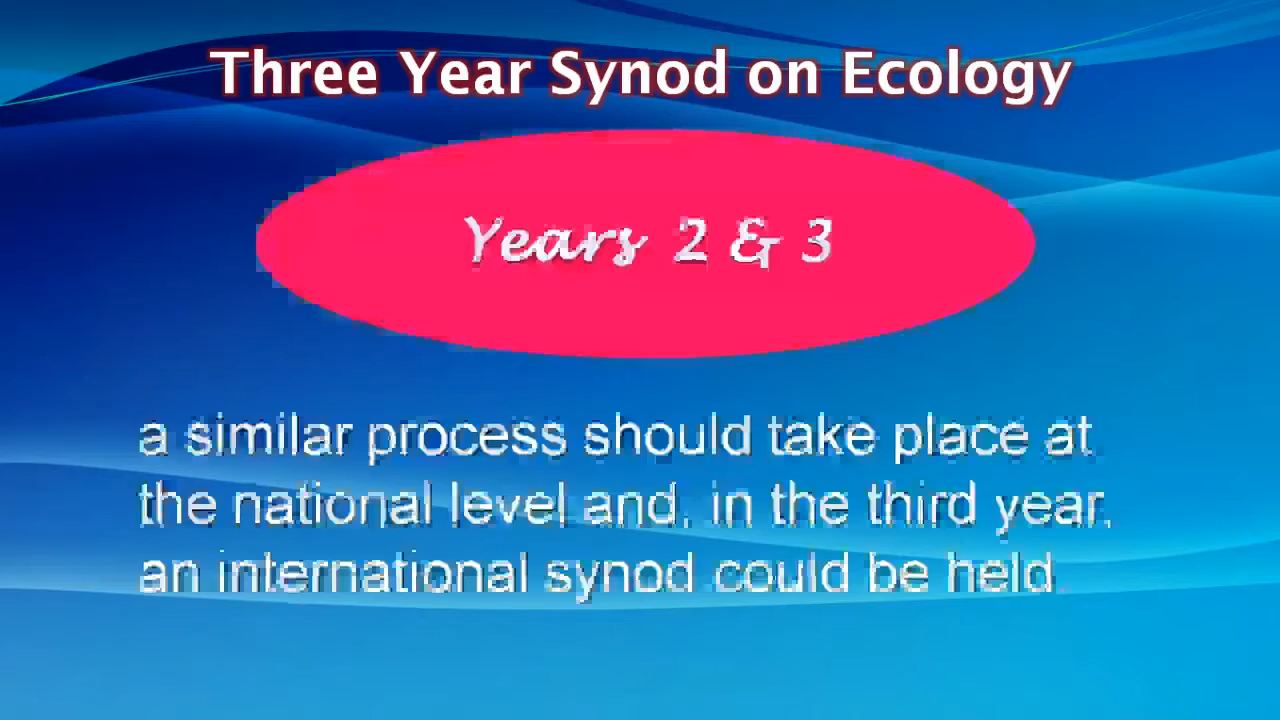 Three Year Synod on Ecology
Years 2 & 3
a similar process should take place at
the national level and, in the third year,
an international synod could be held.